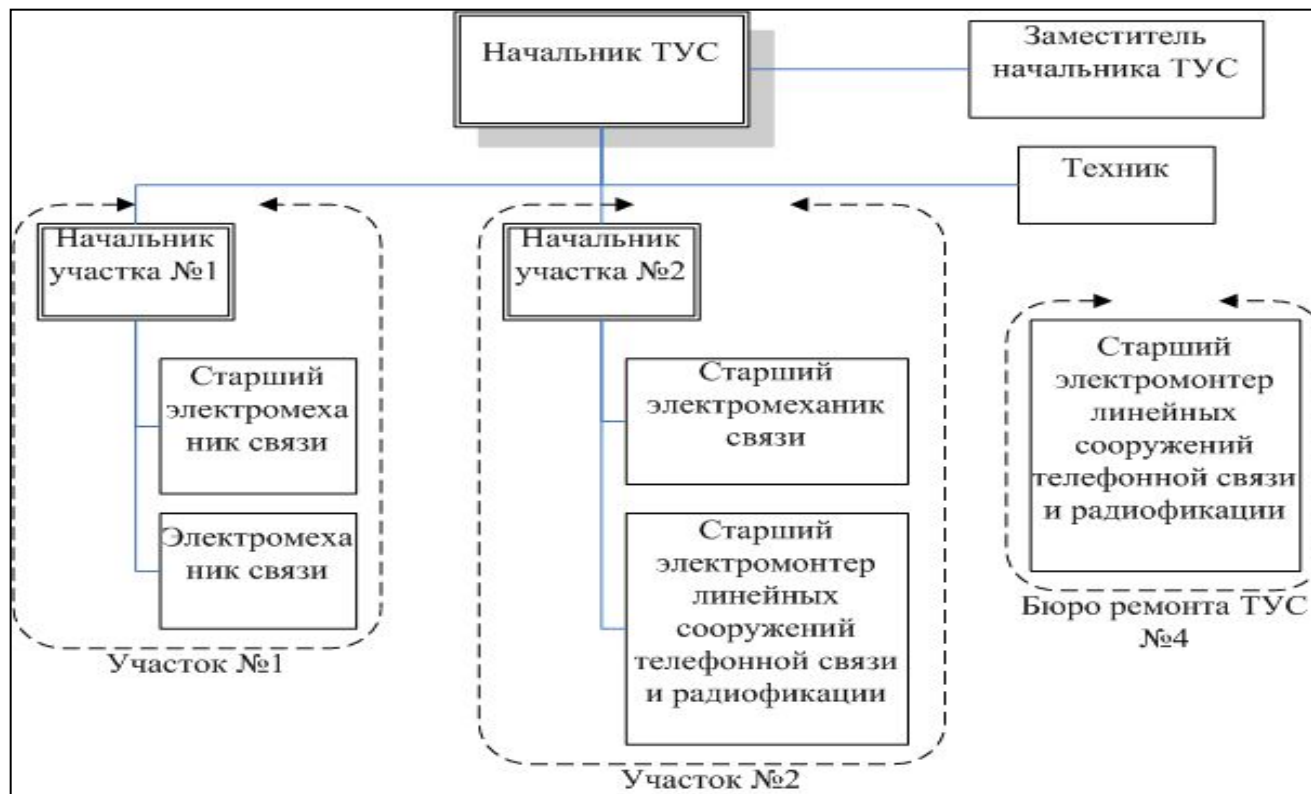 Начальник ТУС
Заместитель
начальника ТУС
Техник
Начальник
участка №1
Старший
электромеха
ник связи
Электромеха
ник связи
Участок №1
Начальник
участка №2
Старший
электромеханик
связи
Старший
электромонтер
линейных
сооружений
телефонной связи
и радиофикации
Участок №2
Старший
электромонтер
линейных
сооружений
телефонной связи
и радиофикации
Бюро ремонта ТУС
№4